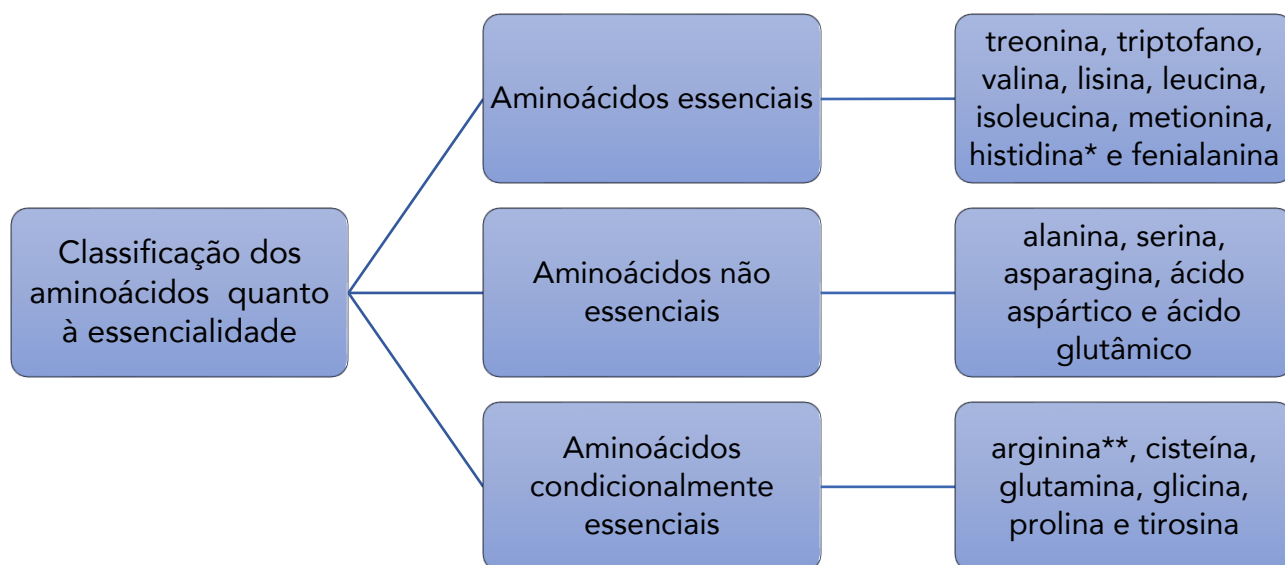 Classificação dos
aminoácidos quanto
à essencialidade
Aminoácidos essenciais
treonina, triptofano,
valina, lisina, leucina,
isoleucina, metionina,
histidina* e fenialanina
Aminoácidos não
essenciais
alanina, serina,
asparagina, ácido
aspártico e ácido
glutâmico
Aminoácidos
condicionalmente
essenciais
arginina**, cisteína,
glutamina, glicina,
prolina e tirosina